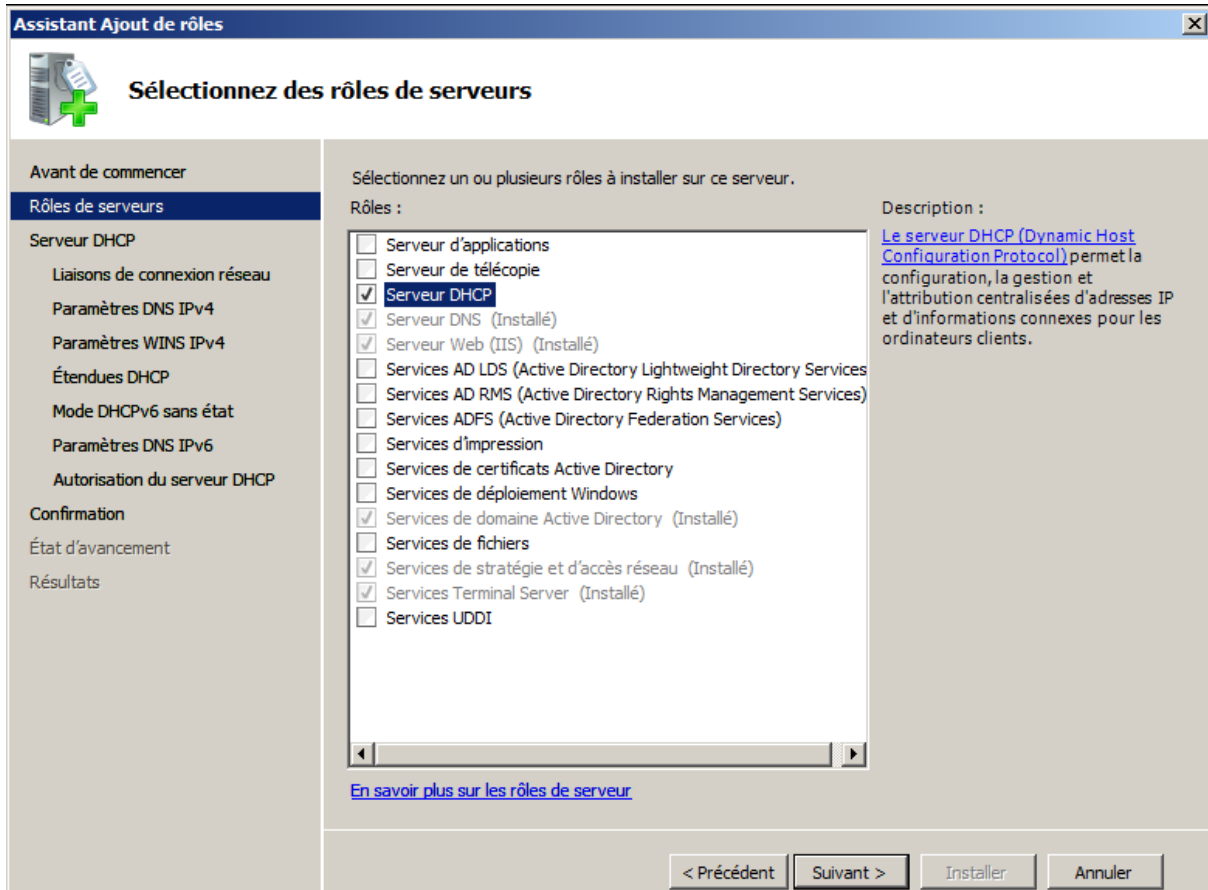 Assistant Ajout de rôles
Sélectionnez des rôles de serveurs
Avant de commencer
Rôles de serveurs
Serveur DHCP
Liaisons de connexion réseau
Paramètres DNS IPv4
Paramètres WINS IPv4
Étendues DHCP
Mode DHCPv6 sans état
Paramètres DNS IPv6
Autorisation du serveur DHCP
Confirmation
État d'avancement
Résultats
Sélectionnez un ou plusieurs rôles à installer sur ce serveur.
Rôles :
Serveur d'applications
Serveur de télécopie
Serveur DHCP
Serveur DNS (Installé)
Serveur Web (IIS) (Installé)
Services AD LDS (Active Directory Lightweight Directory Services
Services AD RMS (Active Directory Rights Management Services)
Services ADFS (Active Directory Federation Services)
Services d'impression
Services de certificats Active Directory
Services de déploiement Windows
Services de domaine Active Directory (Installé)
Services de fichiers
Services de stratégie et d'accès réseau (Installé)
Services Terminal Server (Installé)
Services UDDI
En savoir plus sur les rôles de serveur
Description :
Le serveur DHCP (Dynamic Host
Configuration Protocol) permet la
configuration, la gestion et
l'attribution centralisées d'adresses IP
et d'informations connexes pour les
ordinateurs clients.
< Précédent
Suivant >
Installer
Annuler